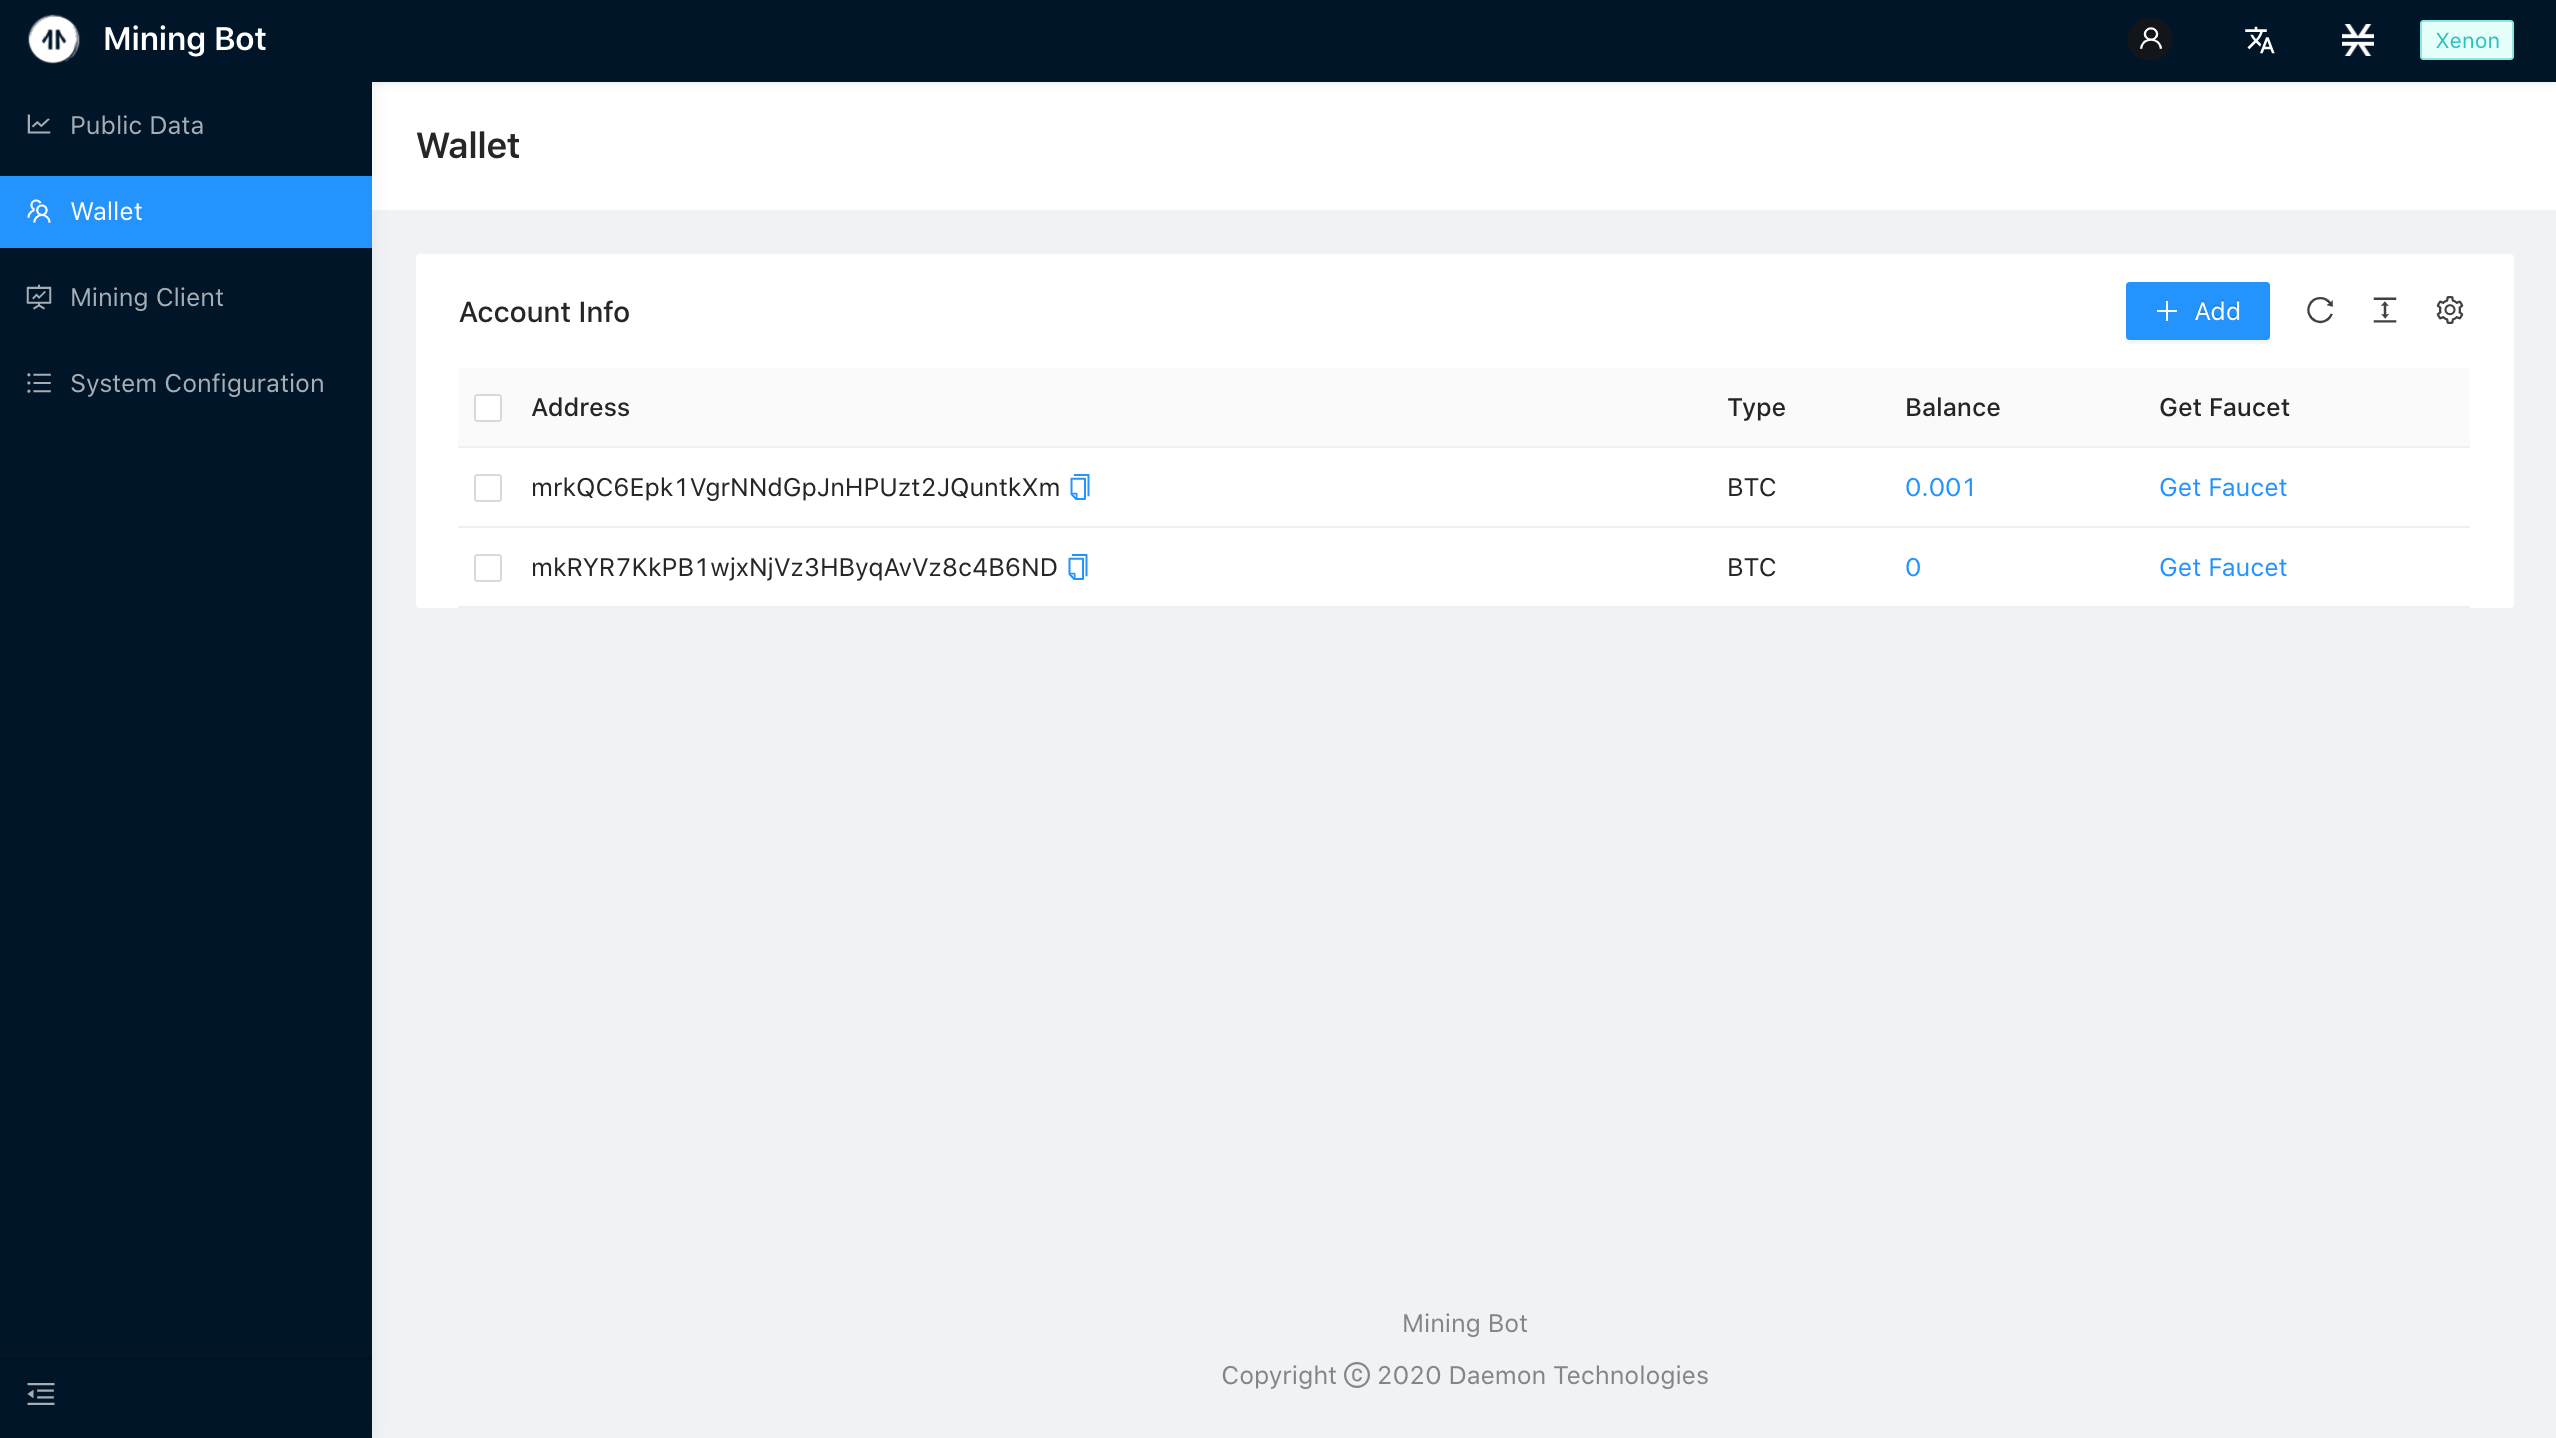 Mining Bot
Xenon
Public Data
Wallet
Mining Client
System Configuration
Wallet
Account Info
Add
Address Type Balance Get Faucet
mrkQC6Epk1VgrNNdGpJnHPUzt2JQuntkXm BTC 0.001 Get Faucet
mkRYR7KkPB1wjxNjVz3HByqAvVz8c4B6ND BTC 0 Get Faucet
Mining Bot
Copyright © 2020 Daemon Technologies